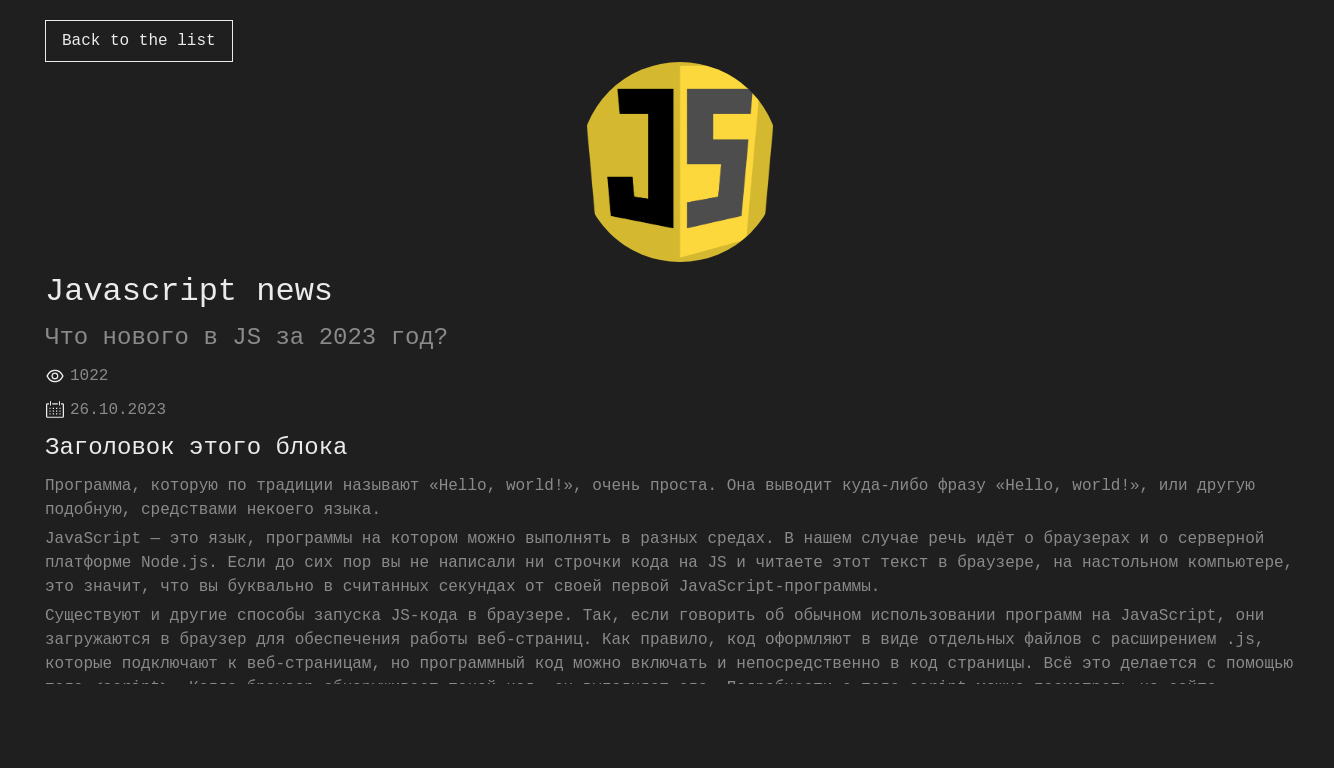 Back to the list
JS
Javascript news
Что нового в JS за 2023 год?
1022
26.10.2023
Заголовок этого блока
Программа, которую по традиции называют «Hello, world!», очень проста. Она выводит куда-либо фразу «Hello, world!», или другую
подобную, средствами некоего языка.
JavaScript — это язык, программы на котором можно выполнять в разных средах. В нашем случае речь идёт о браузерах и о серверной
платформе Node.js. Если до сих пор вы не написали ни строчки кода на JS и читаете этот текст в браузере, на настольном компьютере,
это значит, что вы буквально в считанных секундах от своей первой JavaScript-программы.
Существуют и другие способы запуска JS-кода в браузере. Так, если говорить об обычном использовании программ на JavaScript, они
загружаются в браузер для обеспечения работы веб-страниц. Как правило, код оформляют в виде отдельных файлов с расширением .js,
которые подключают к веб-страницам, но программный код можно включать и непосредственно в код страницы. Всё это делается с помощью